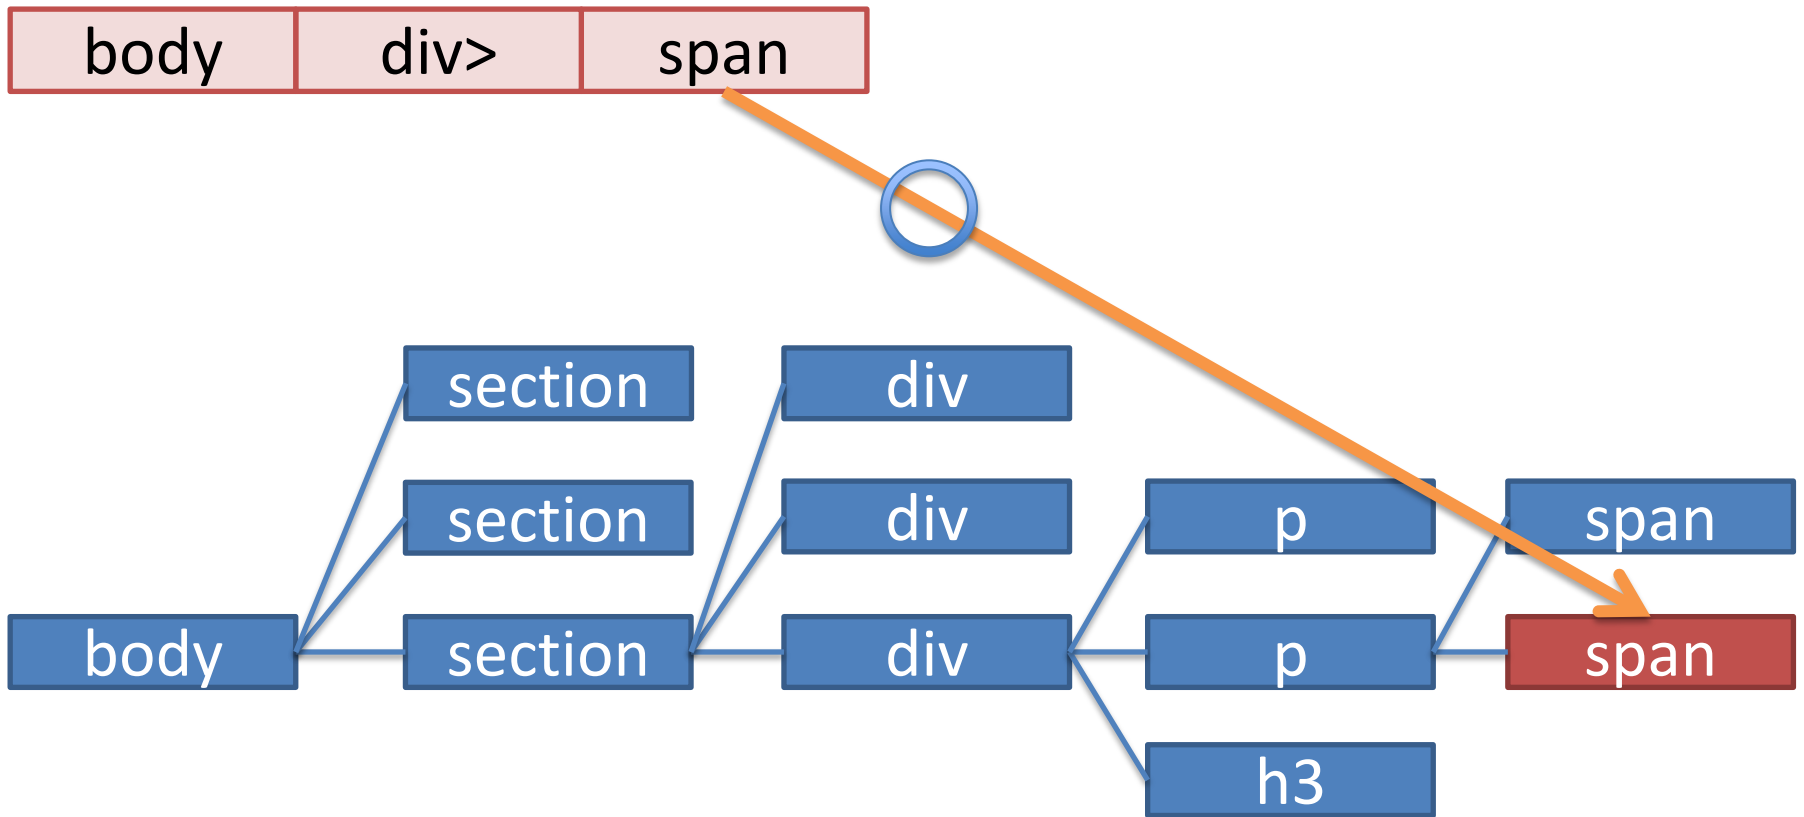 body div> span
section div
section div p span
body section div p span
h3